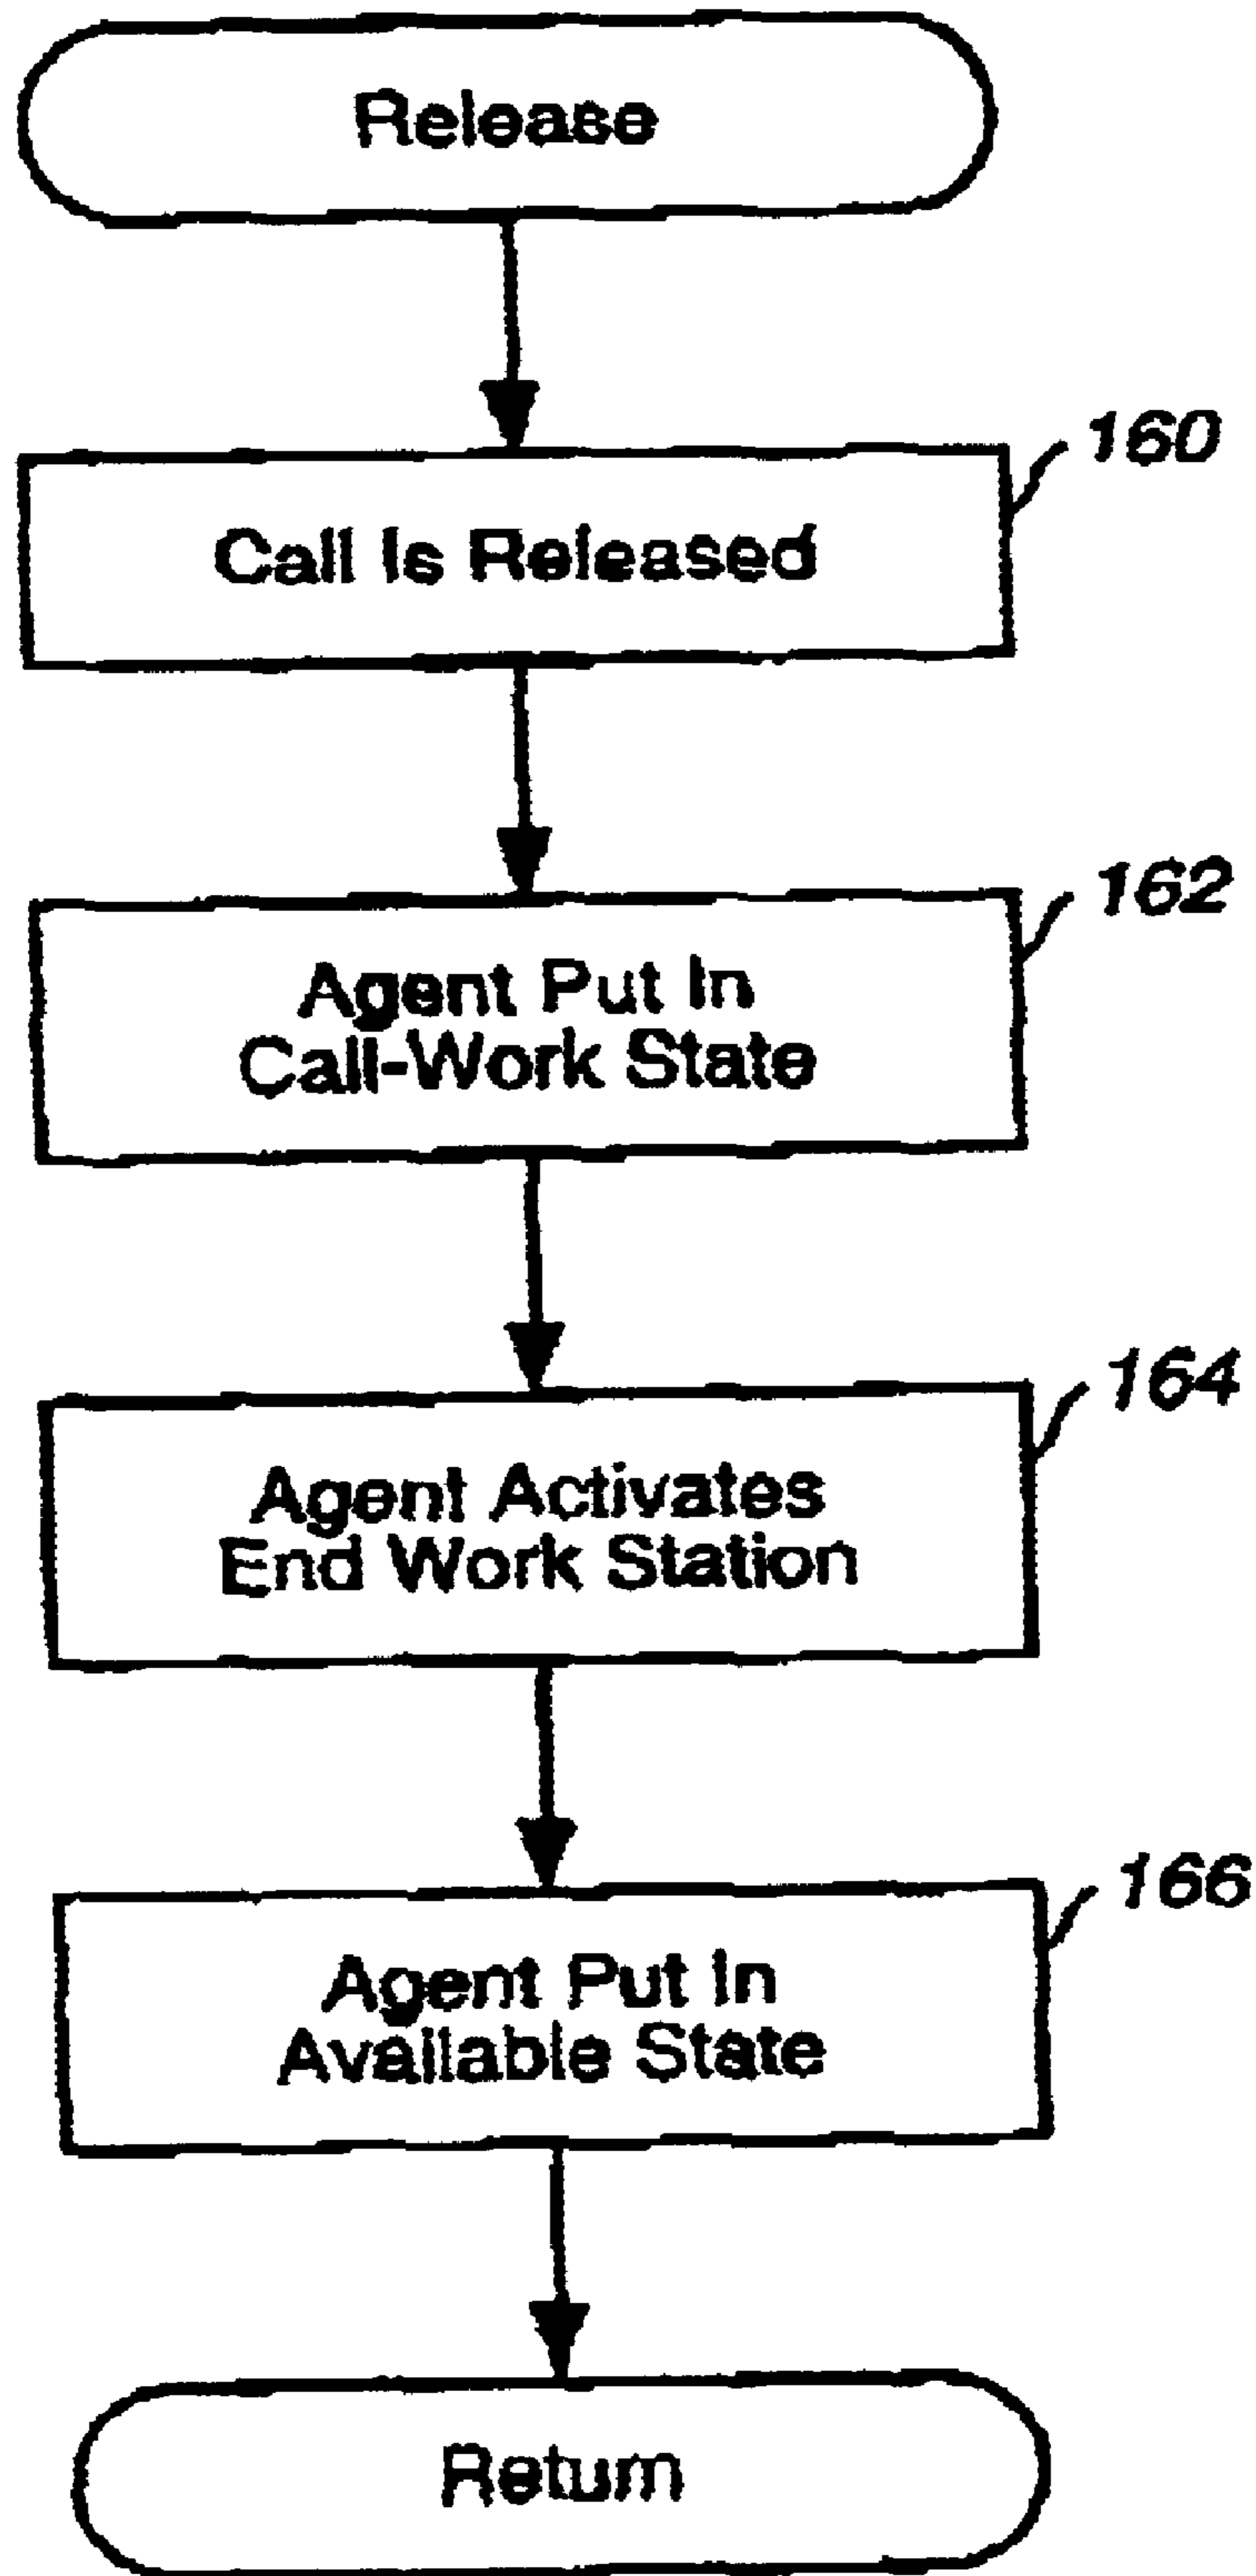 Release
160
Call Is Released
162
Agent Put In
Call-Work State
164
Agent Activates
End Work Station
166
Agent Put In
Available State
Return